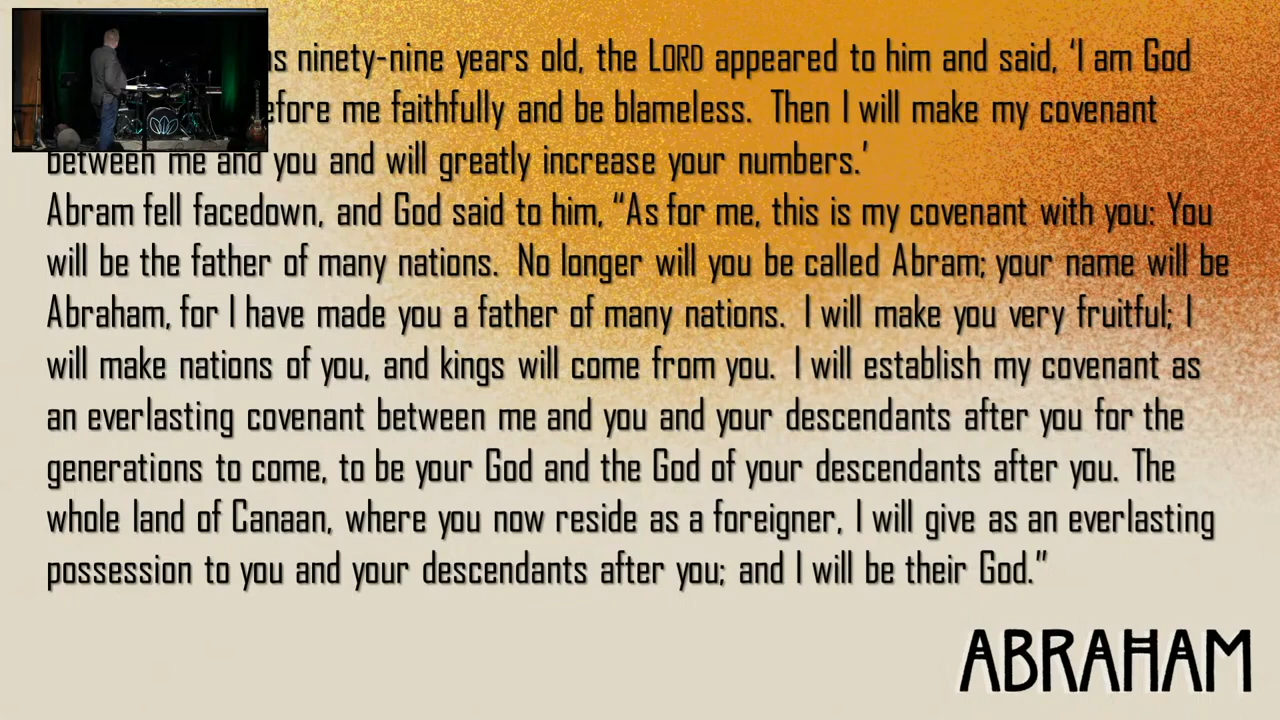 s ninety-nine years old, the LORD appeared to him and said, ‘I am God
efore me faithfully and be blameless. Then I will make my covenant
between me and you and will greatly increase your numbers.’
Abram fell facedown, and God said to him, “As for me, this is my covenant with you: You
will be the father of many nations. No longer will you be called Abram; your name will be
Abraham, for I have made you a father of many nations. I will make you very fruitful; I
will make nations of you, and kings will come from you. I will establish my covenant as
an everlasting covenant between me and you and your descendants after you for the
generations to come, to be your God and the God of your descendants after you. The
whole land of Canaan, where you now reside as a foreigner, I will give as an everlasting
possession to you and your descendants after you; and I will be their God.”
ABRAHAM